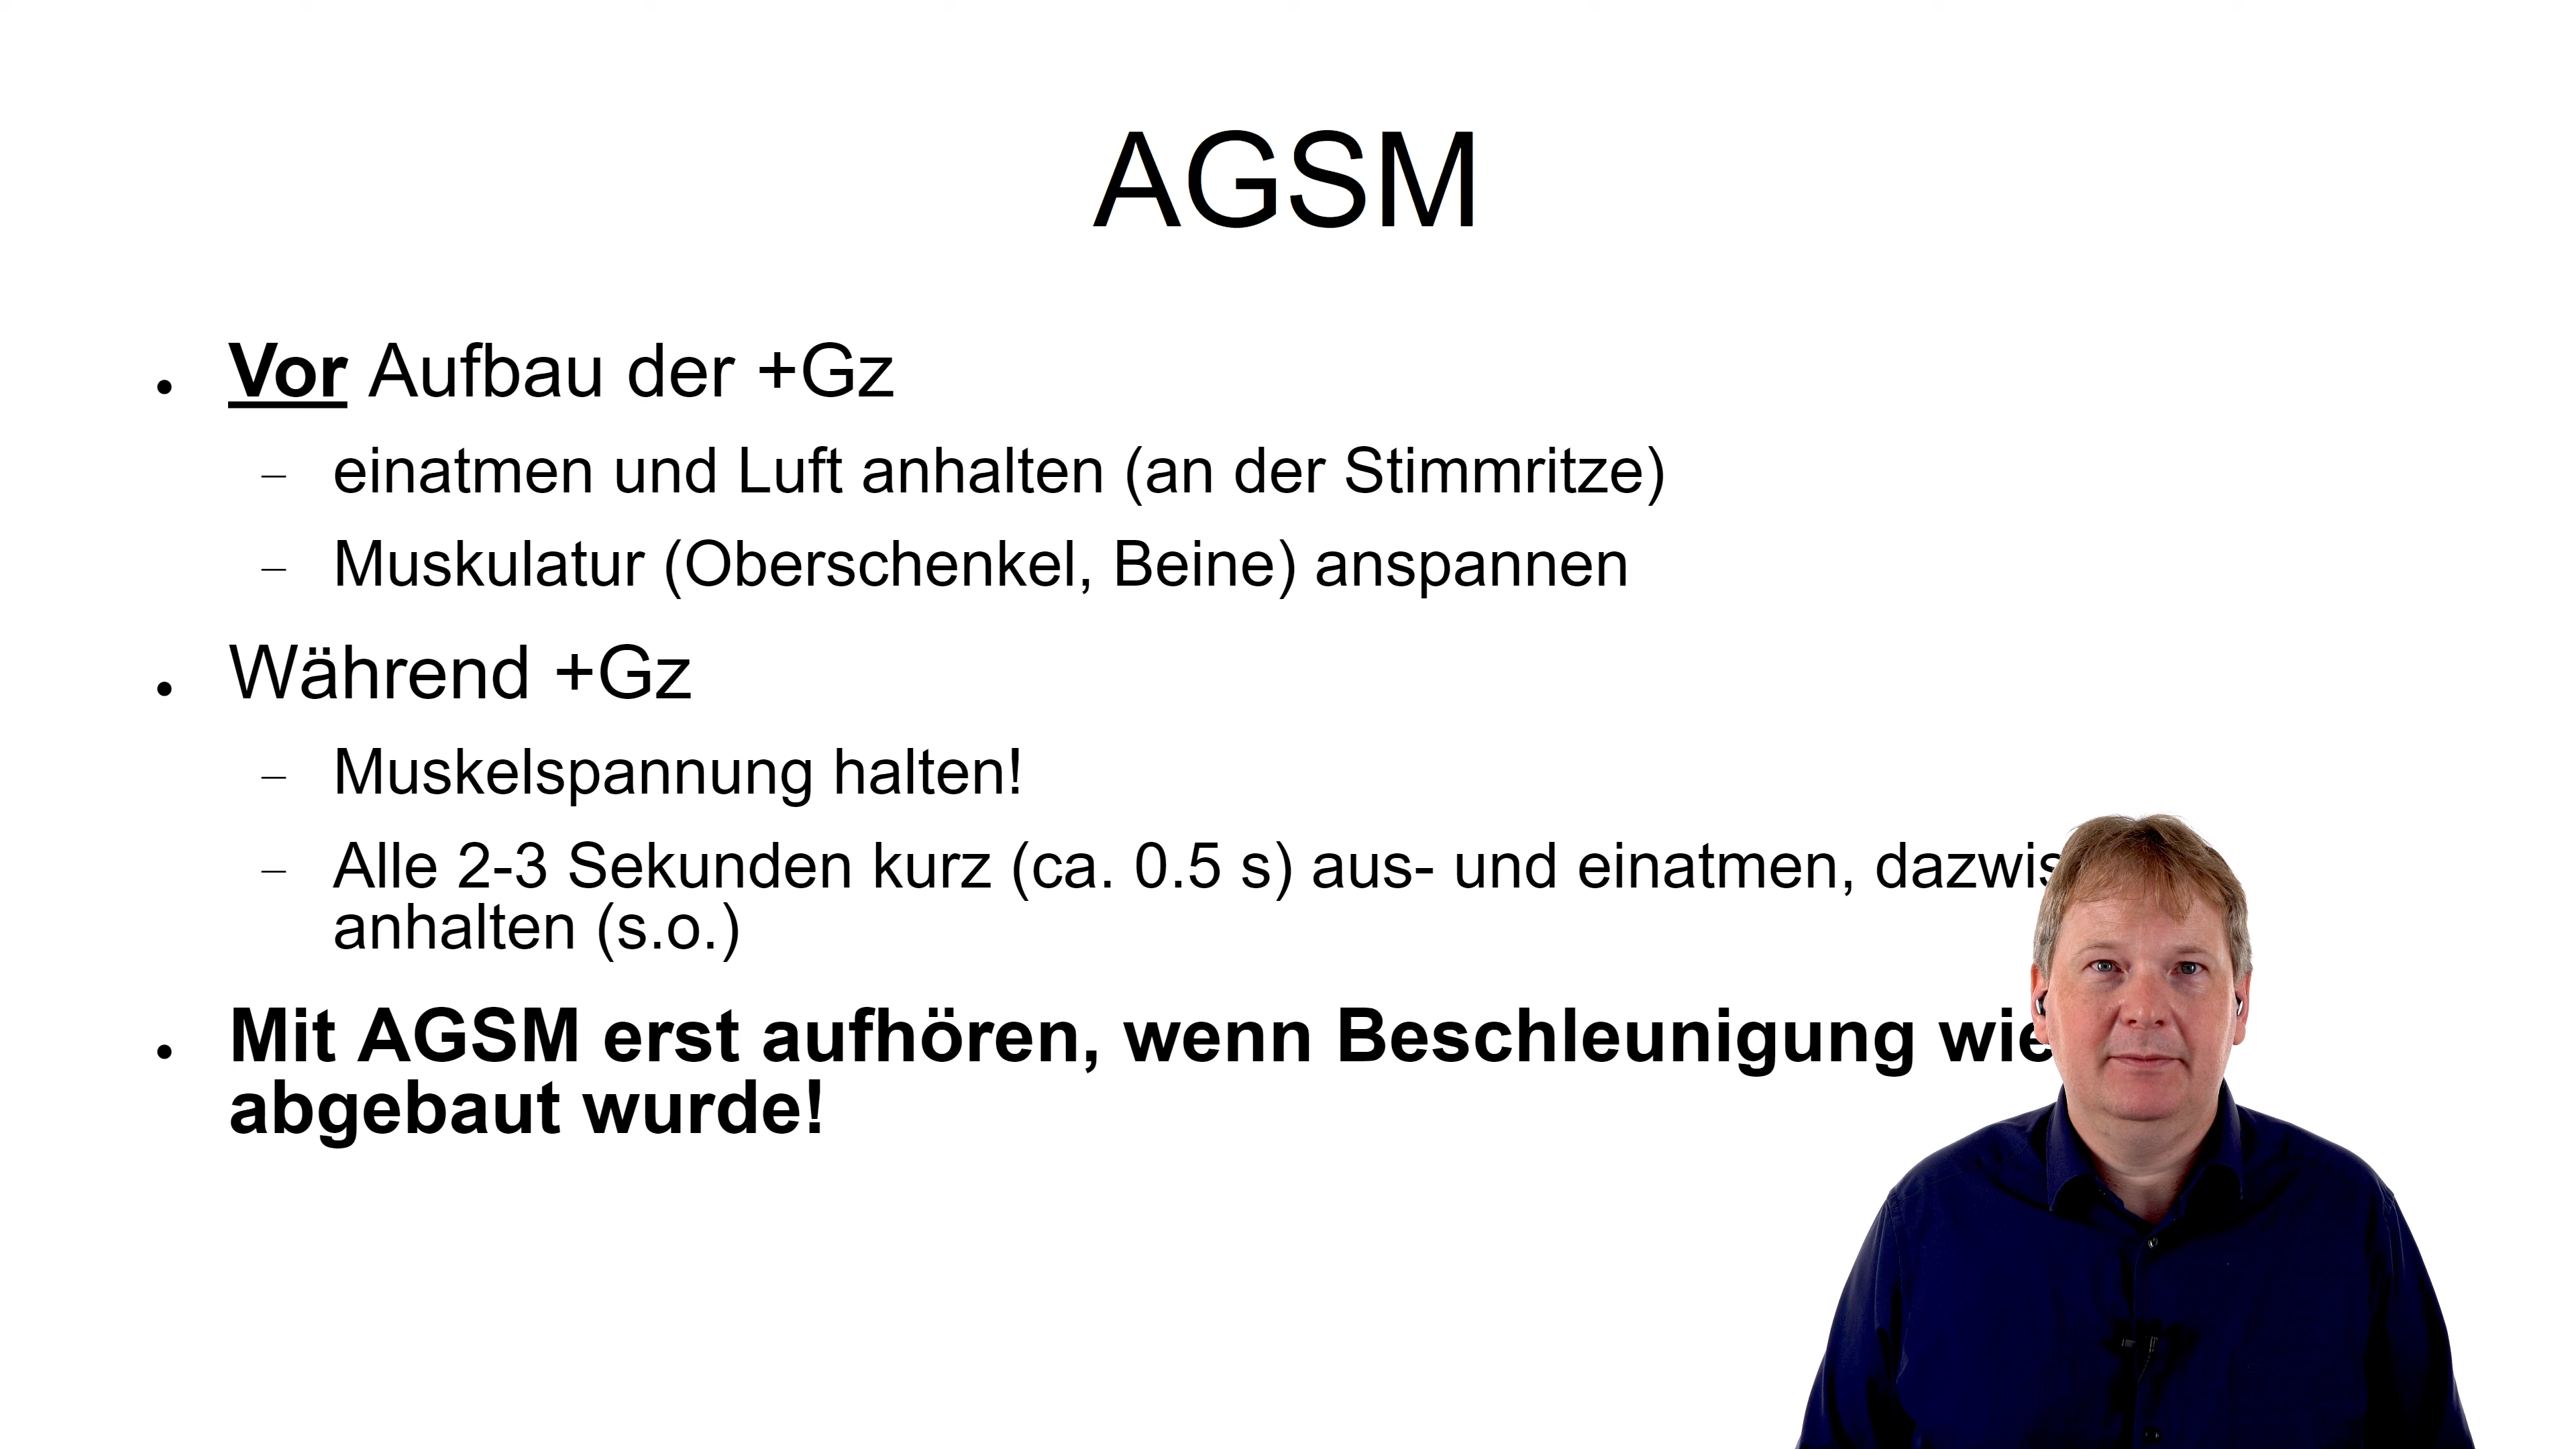 AGSM
Vor Aufbau der +Gz
einatmen und Luft anhalten (an der Stimmritze)
Muskulatur (Oberschenkel, Beine) anspannen
Während +Gz
Muskelspannung halten!
Alle 2-3 Sekunden kurz (ca. 0.5 s) aus- und einatmen,
anhalten (s.o.)
Mit AGSM erst aufhören, wenn Beschleunigung
abgebaut wurde!